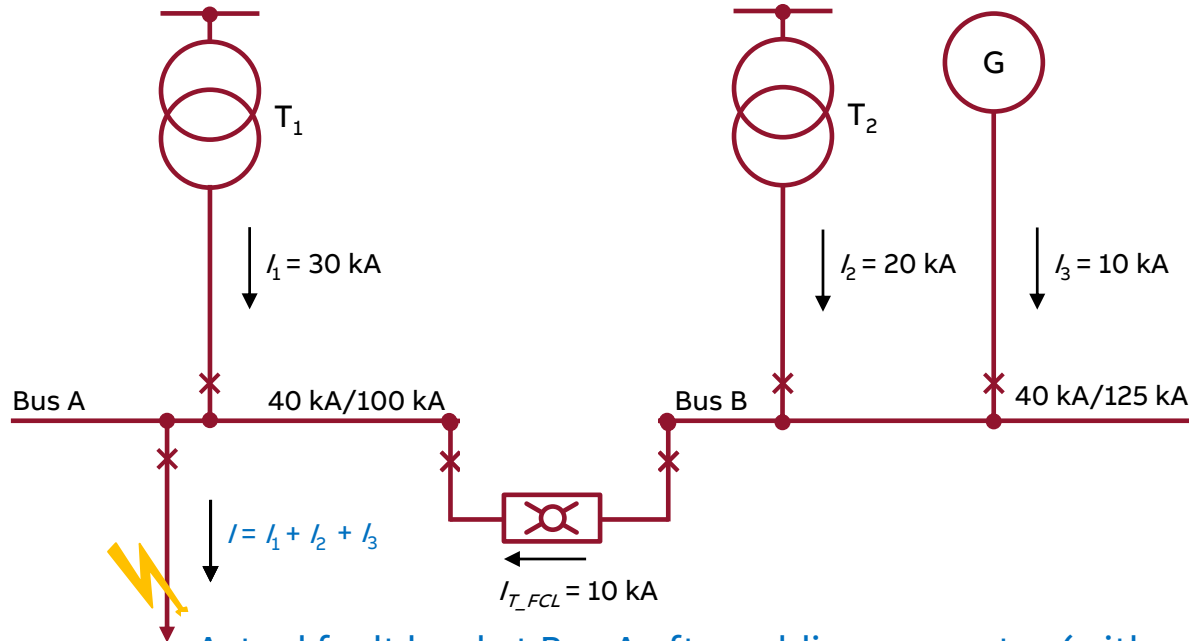 G
T₁
T₂
I₁ = 30 kA
I₂ = 20 kA
I₃ = 10 kA
Bus A
40 kA/100 kA
Bus B
40 kA/125 kA
I = I₁ + I₂ + I₃
I_T_FCL = 10 kA